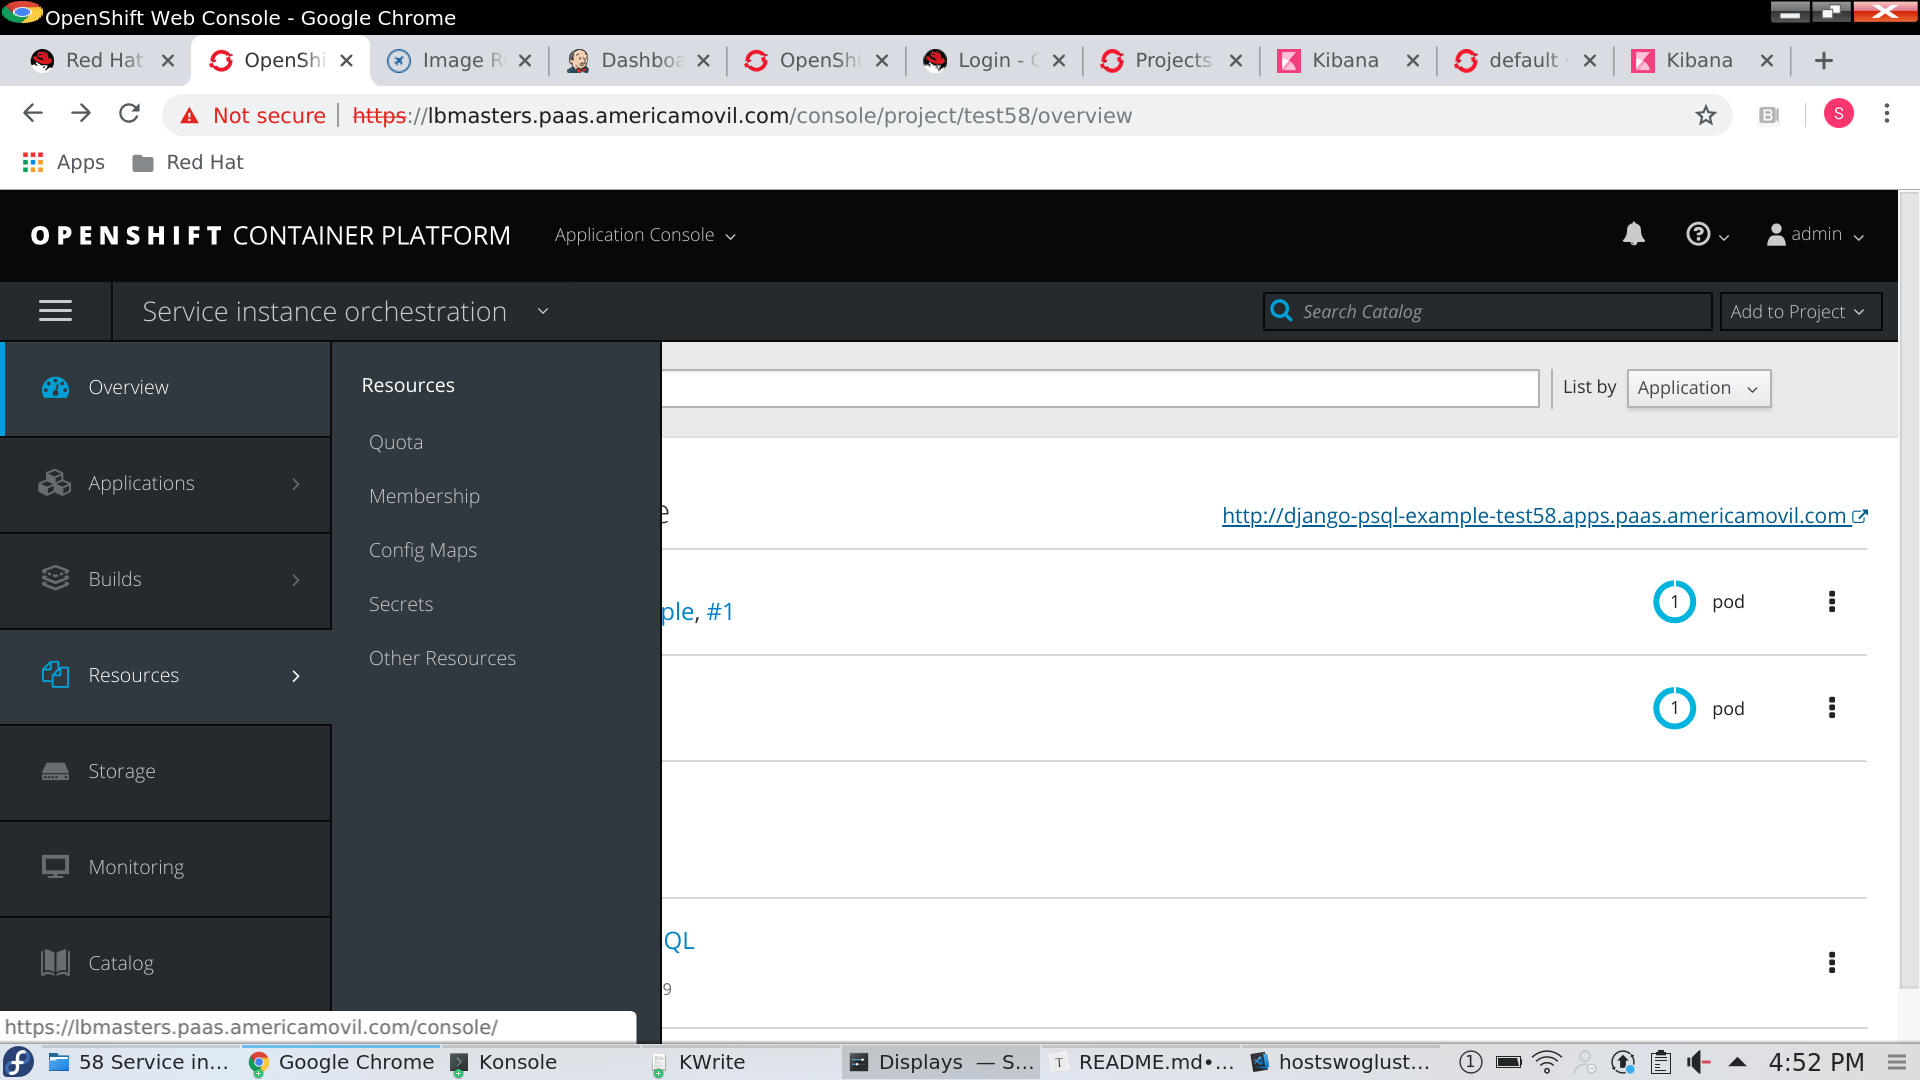 OpenShift Web Console - Google Chrome
Red Hat
OpenShi
Image R
Dashboa
OpenShi
Login - 
Projects
Kibana
default
Kibana
Not secure | https://lbmasters.paas.americamovil.com/console/project/test58/overview
S
Apps
Red Hat
OPENSHIFT CONTAINER PLATFORM
Application Console
admin
Service instance orchestration
Search Catalog
Add to Project
Overview
Applications
Builds
Resources
Storage
Monitoring
Catalog
Resources
Quota
Membership
Config Maps
Secrets
Other Resources
List by
Application
e
http://django-psql-example-test58.apps.paas.americamovil.com
ple, #1
1 pod
1 pod
QL
9
https://lbmasters.paas.americamovil.com/console/
58 Service in...
Google Chrome
Konsole
KWrite
Displays — S...
README.md•...
hostswoglust...
1
4:52 PM